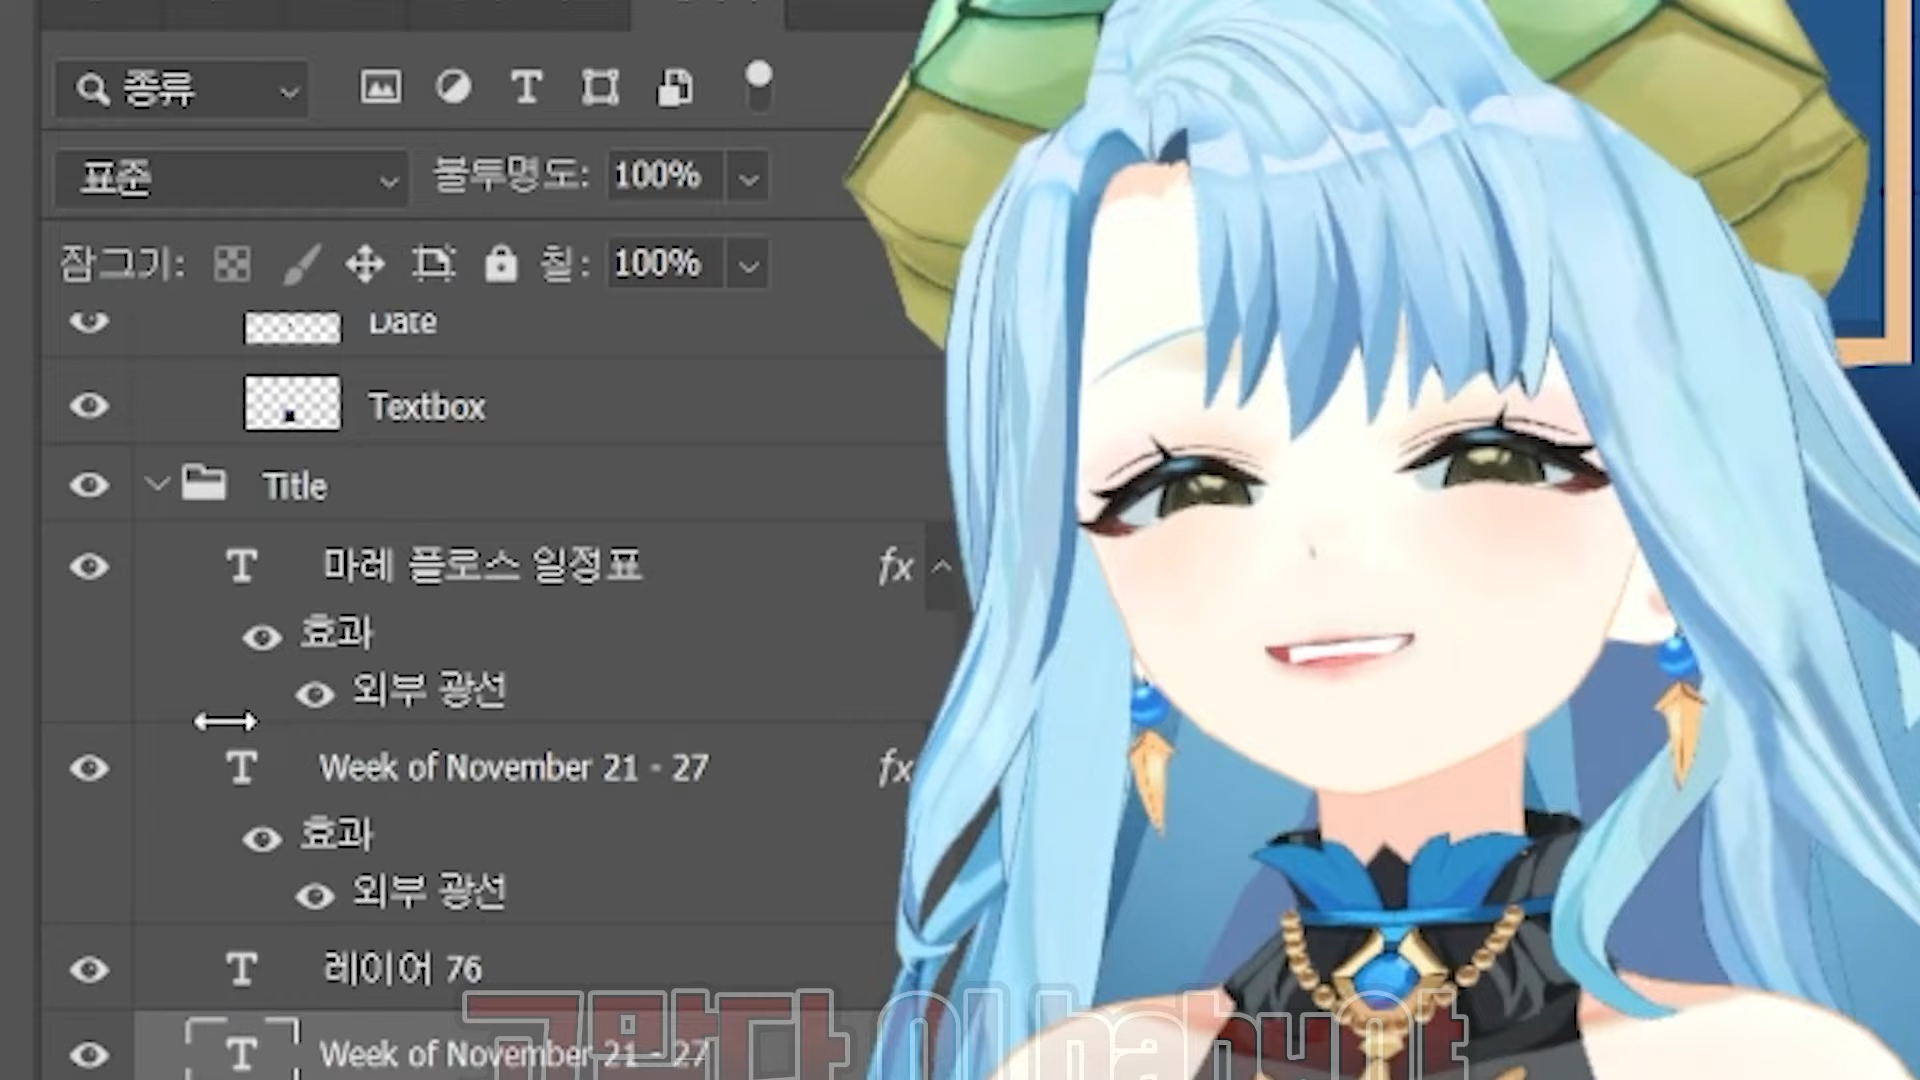 종류
표준
불투명도: 100%
잠그기:
칠: 100%
Date
Textbox
Title
마레 플로스 일정표
fx
효과
외부 광선
Week of November 21 - 27
fx
효과
외부 광선
레이어 76
Week of November 21 - 27